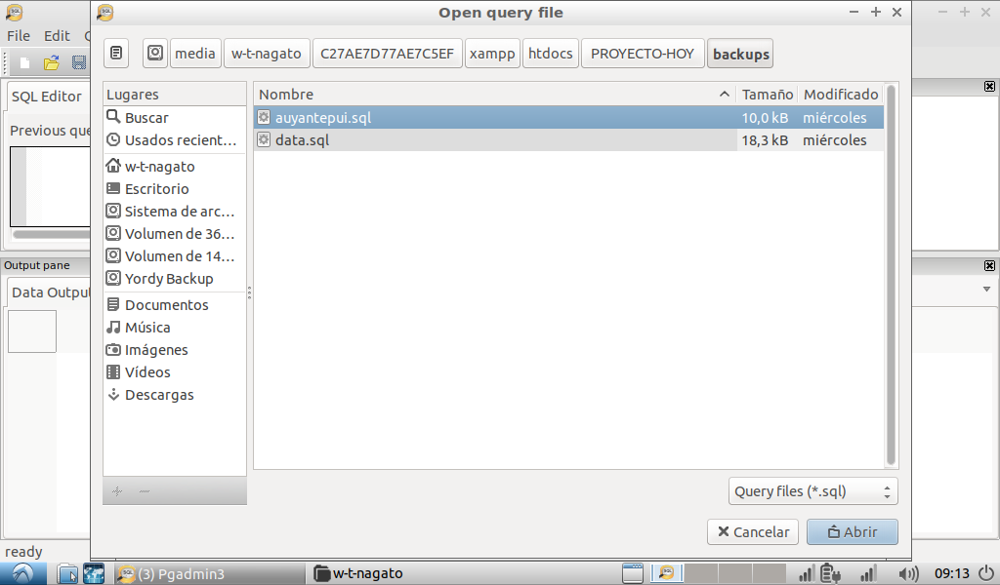 Open query file
File Edit
media w-t-nagato C27AE7D77AE7C5EF xampp htdocs PROYECTO-HOY backups
SQL Editor
Previous que
Lugares
Buscar
Usados recient...
w-t-nagato
Escritorio
Sistema de arc...
Volumen de 36...
Volumen de 14...
Yordy Backup
Documentos
Música
Imágenes
Vídeos
Descargas
Nombre Tamaño Modificado
auyantepui.sql 10,0 kB miércoles
data.sql 18,3 kB miércoles
Output pane
Data Outpu
Query files (*.sql)
Cancelar Abrir
ready
(3) Pgadmin3 w-t-nagato 09:13